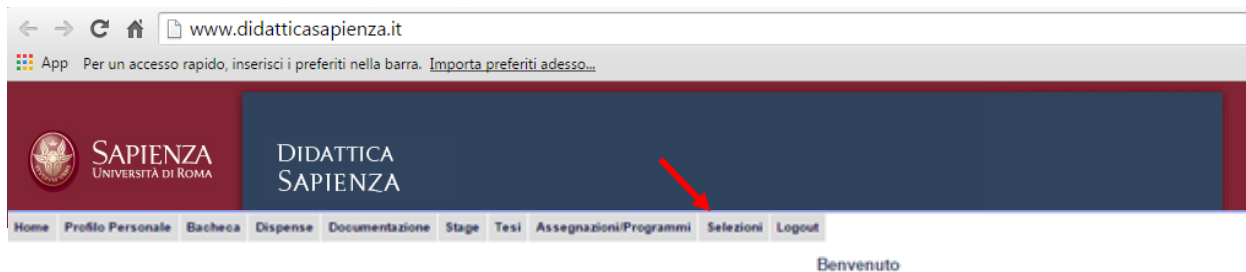 www.didatticasapienza.it
App Per un accesso rapido, inserisci i preferiti nella barra. Importa preferiti adesso...
SAPIENZA
UNIVERSITÀ DI ROMA
DIDATTICA
SAPIENZA
Home Profilo Personale Bacheca Dispense Documentazione Stage Tesi Assegnazioni/Programmi Selezioni Logout
Benvenuto